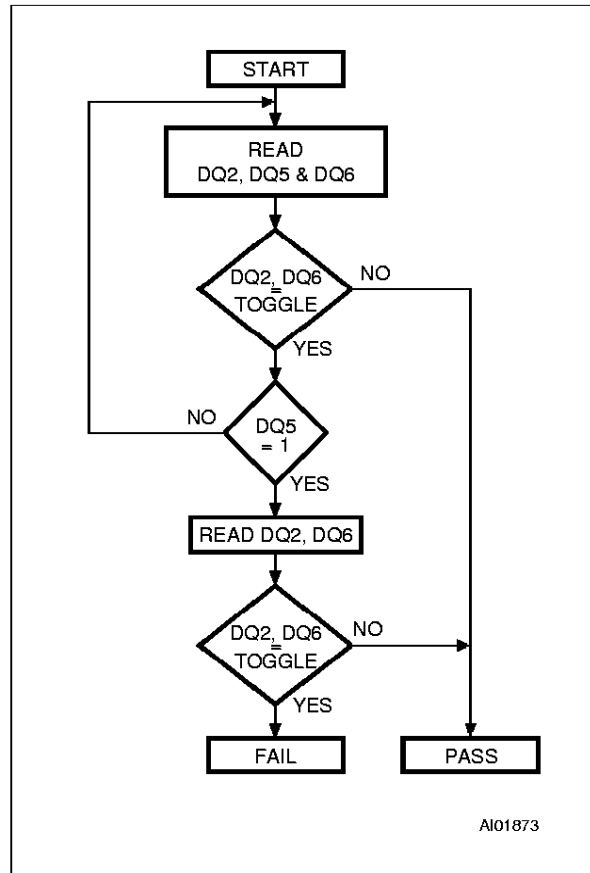 START
READ
DQ2, DQ5 & DQ6
DQ2, DQ6
=
TOGGLE
NO
YES
NO
DQ5
= 1
YES
READ DQ2, DQ6
DQ2, DQ6
=
TOGGLE
NO
YES
FAIL
PASS
AI01873